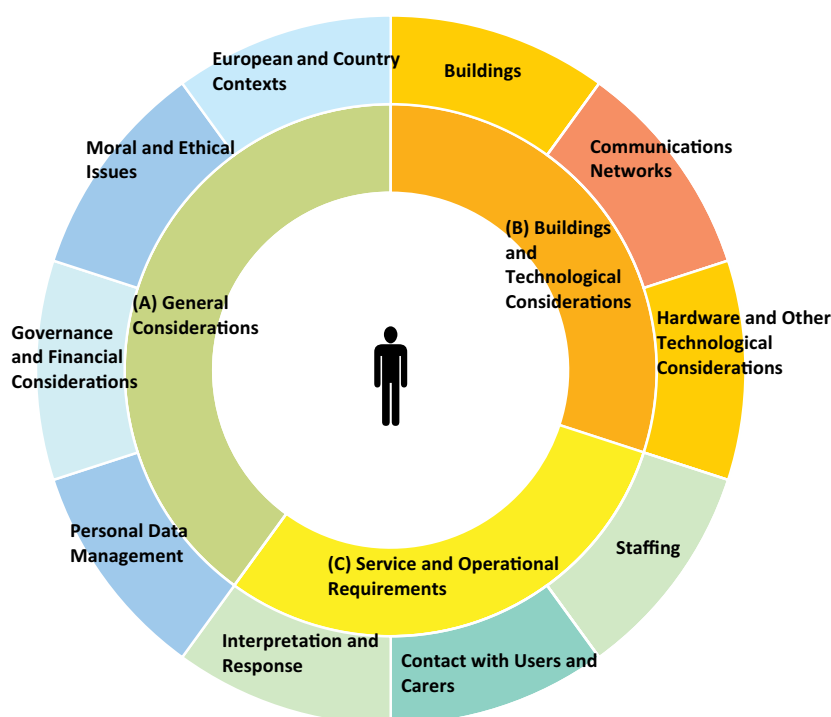 European and Country
Contexts
Buildings
Moral and Ethical
Issues
Communications
Networks
(B) Buildings
and
Technological
Considerations
(A) General
Considerations
Governance
and Financial
Considerations
Hardware and Other
Technological
Considerations
Personal Data
Management
Staffing
(C) Service and Operational
Requirements
Interpretation and
Response
Contact with Users and
Carers